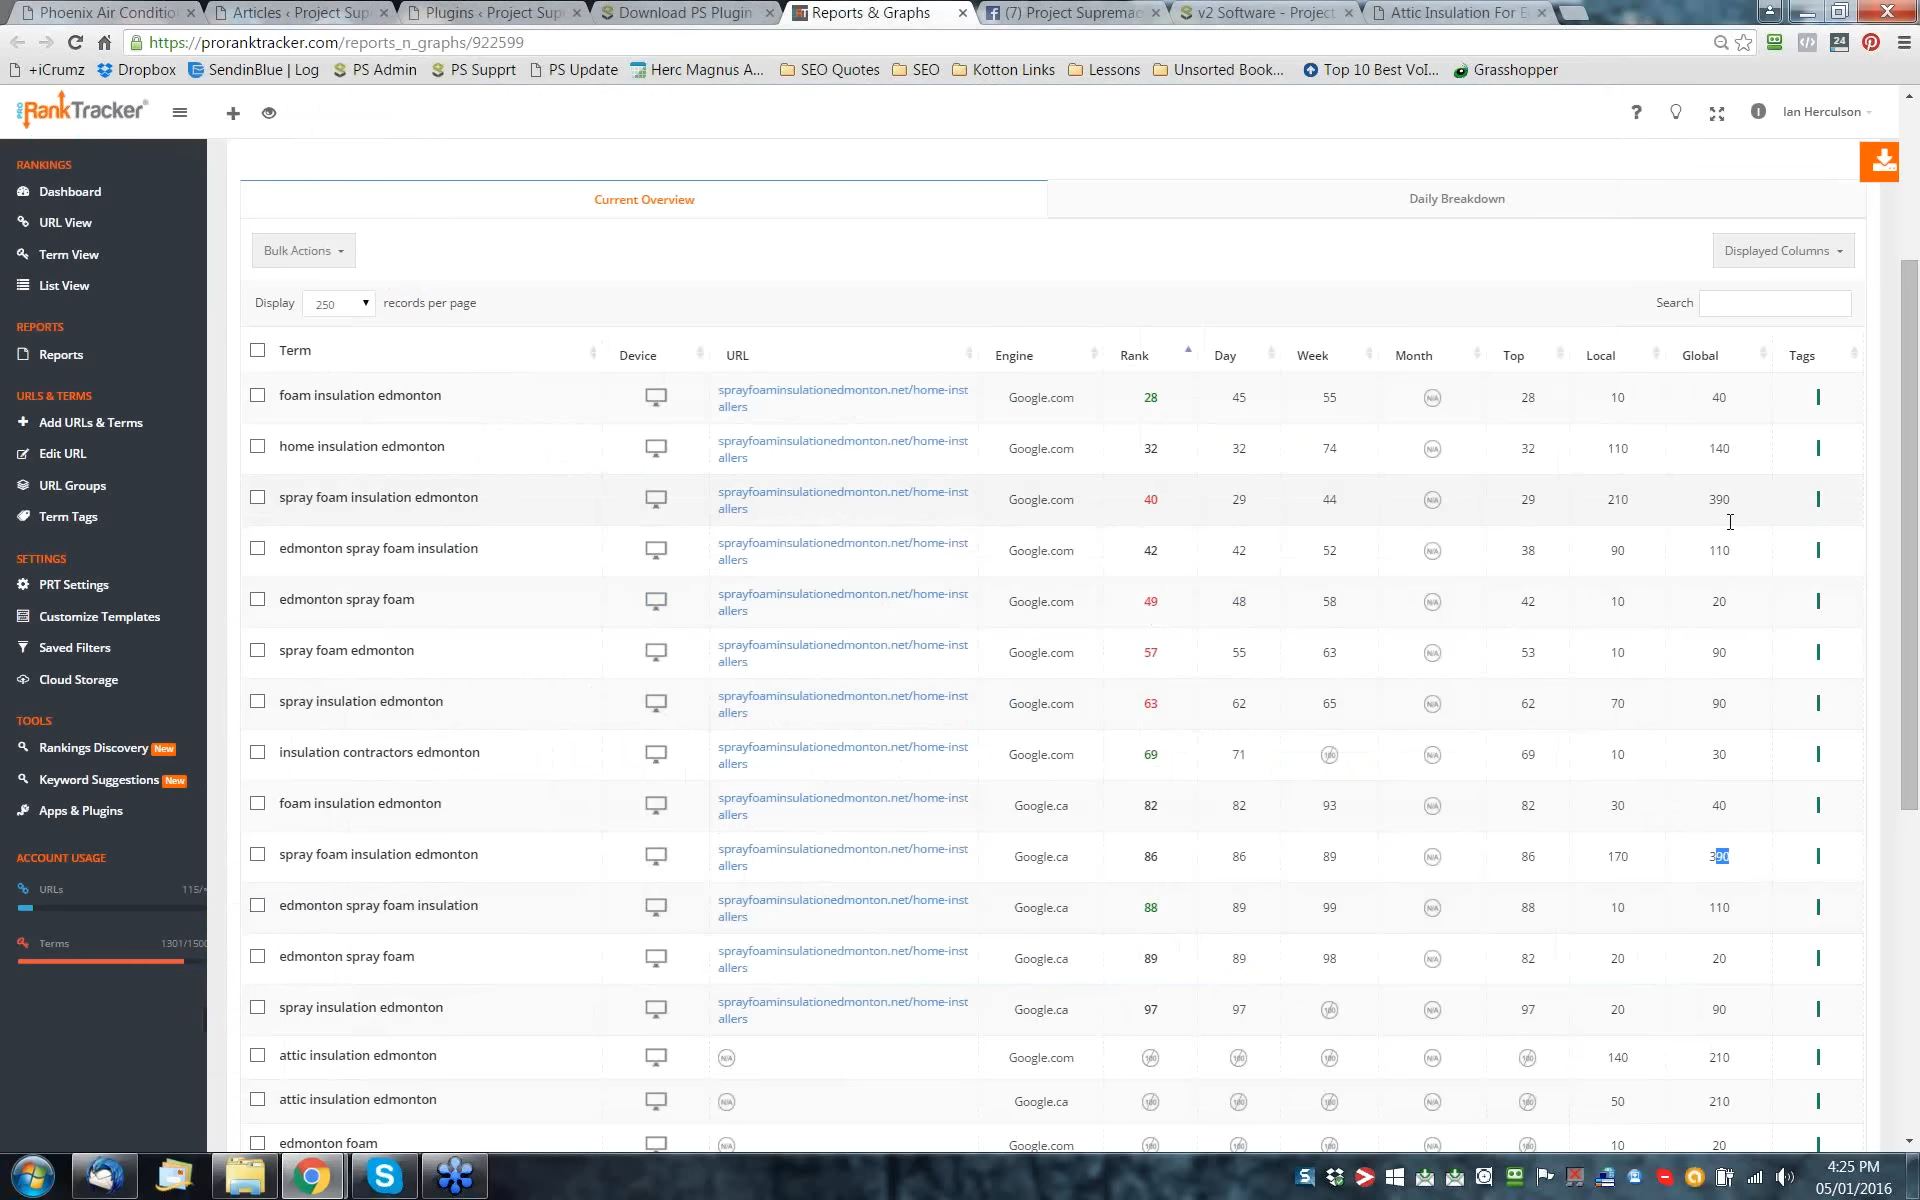 Phoenix Air Conditio
Articles ‹ Project Sup
Plugins ‹ Project Sup
Download PS Plugin
Reports & Graphs
(7) Project Supremac
v2 Software - Project
Attic Insulation For E
https://proranktracker.com/reports_n_graphs/922599
24
+iCrumz
Dropbox
SendinBlue | Log
PS Admin
PS Supprt
PS Update
Herc Magnus A...
SEO Quotes
SEO
Kotton Links
Lessons
Unsorted Book...
Top 10 Best VoI...
Grasshopper
PRO RankTracker
Ian Herculson
RANKINGS
Dashboard
URL View
Term View
List View
REPORTS
Reports
URLS & TERMS
Add URLs & Terms
Edit URL
URL Groups
Term Tags
SETTINGS
PRT Settings
Customize Templates
Saved Filters
Cloud Storage
TOOLS
Rankings Discovery New
Keyword Suggestions New
Apps & Plugins
ACCOUNT USAGE
URLs 115/
Terms 1301/1500
Current Overview
Daily Breakdown
Bulk Actions
Displayed Columns
Display 250 records per page
Search
Term Device URL Engine Rank Day Week Month Top Local Global Tags
foam insulation edmonton sprayfoaminsulationedmonton.net/home-inst
allers Google.com 28 45 55 N/A 28 10 40
home insulation edmonton sprayfoaminsulationedmonton.net/home-inst
allers Google.com 32 32 74 N/A 32 110 140
spray foam insulation edmonton sprayfoaminsulationedmonton.net/home-inst
allers Google.com 40 29 44 N/A 29 210 390
edmonton spray foam insulation sprayfoaminsulationedmonton.net/home-inst
allers Google.com 42 42 52 N/A 38 90 110
edmonton spray foam sprayfoaminsulationedmonton.net/home-inst
allers Google.com 49 48 58 N/A 42 10 20
spray foam edmonton sprayfoaminsulationedmonton.net/home-inst
allers Google.com 57 55 63 N/A 53 10 90
spray insulation edmonton sprayfoaminsulationedmonton.net/home-inst
allers Google.com 63 62 65 N/A 62 70 90
insulation contractors edmonton sprayfoaminsulationedmonton.net/home-inst
allers Google.com 69 71 100 N/A 69 10 30
foam insulation edmonton sprayfoaminsulationedmonton.net/home-inst
allers Google.ca 82 82 93 N/A 82 30 40
spray foam insulation edmonton sprayfoaminsulationedmonton.net/home-inst
allers Google.ca 86 86 89 N/A 86 170 390
edmonton spray foam insulation sprayfoaminsulationedmonton.net/home-inst
allers Google.ca 88 89 99 N/A 88 10 110
edmonton spray foam sprayfoaminsulationedmonton.net/home-inst
allers Google.ca 89 89 98 N/A 82 20 20
spray insulation edmonton sprayfoaminsulationedmonton.net/home-inst
allers Google.ca 97 97 100 N/A 97 20 90
attic insulation edmonton N/A Google.com 100 100 100 N/A 100 140 210
attic insulation edmonton N/A Google.ca 100 100 100 N/A 100 50 210
edmonton foam N/A Google.com 100 100 100 N/A 100 10 20
4:25 PM
05/01/2016